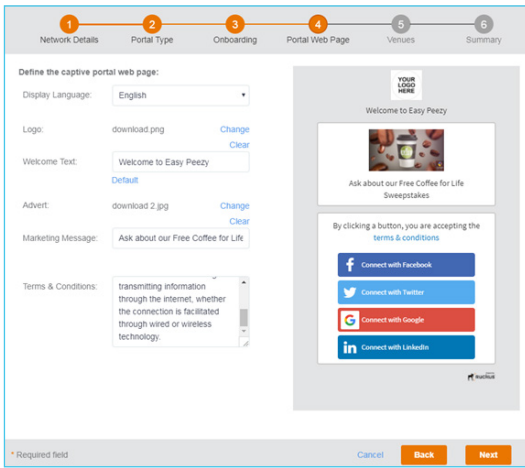 1 2 3 4 5 6
Network Details Portal Type Onboarding Portal Web Page Venues Summary
Define the captive portal web page:
Display Language: English
Logo: download.png Change
Clear
Welcome Text: Welcome to Easy Peezy
Default
Advert: download 2.jpg Change
Clear
Marketing Message: Ask about our Free Coffee for Life
Terms & Conditions:
transmitting information
through the internet, whether
the connection is facilitated
through wired or wireless
technology.
YOUR
LOGO
HERE
Welcome to Easy Peezy
Ask about our Free Coffee for Life
Sweepstakes
By clicking a button, you are accepting the
terms & conditions
Connect with Facebook
Connect with Twitter
Connect with Google
Connect with LinkedIn
RUCKUS
* Required field Cancel Back Next